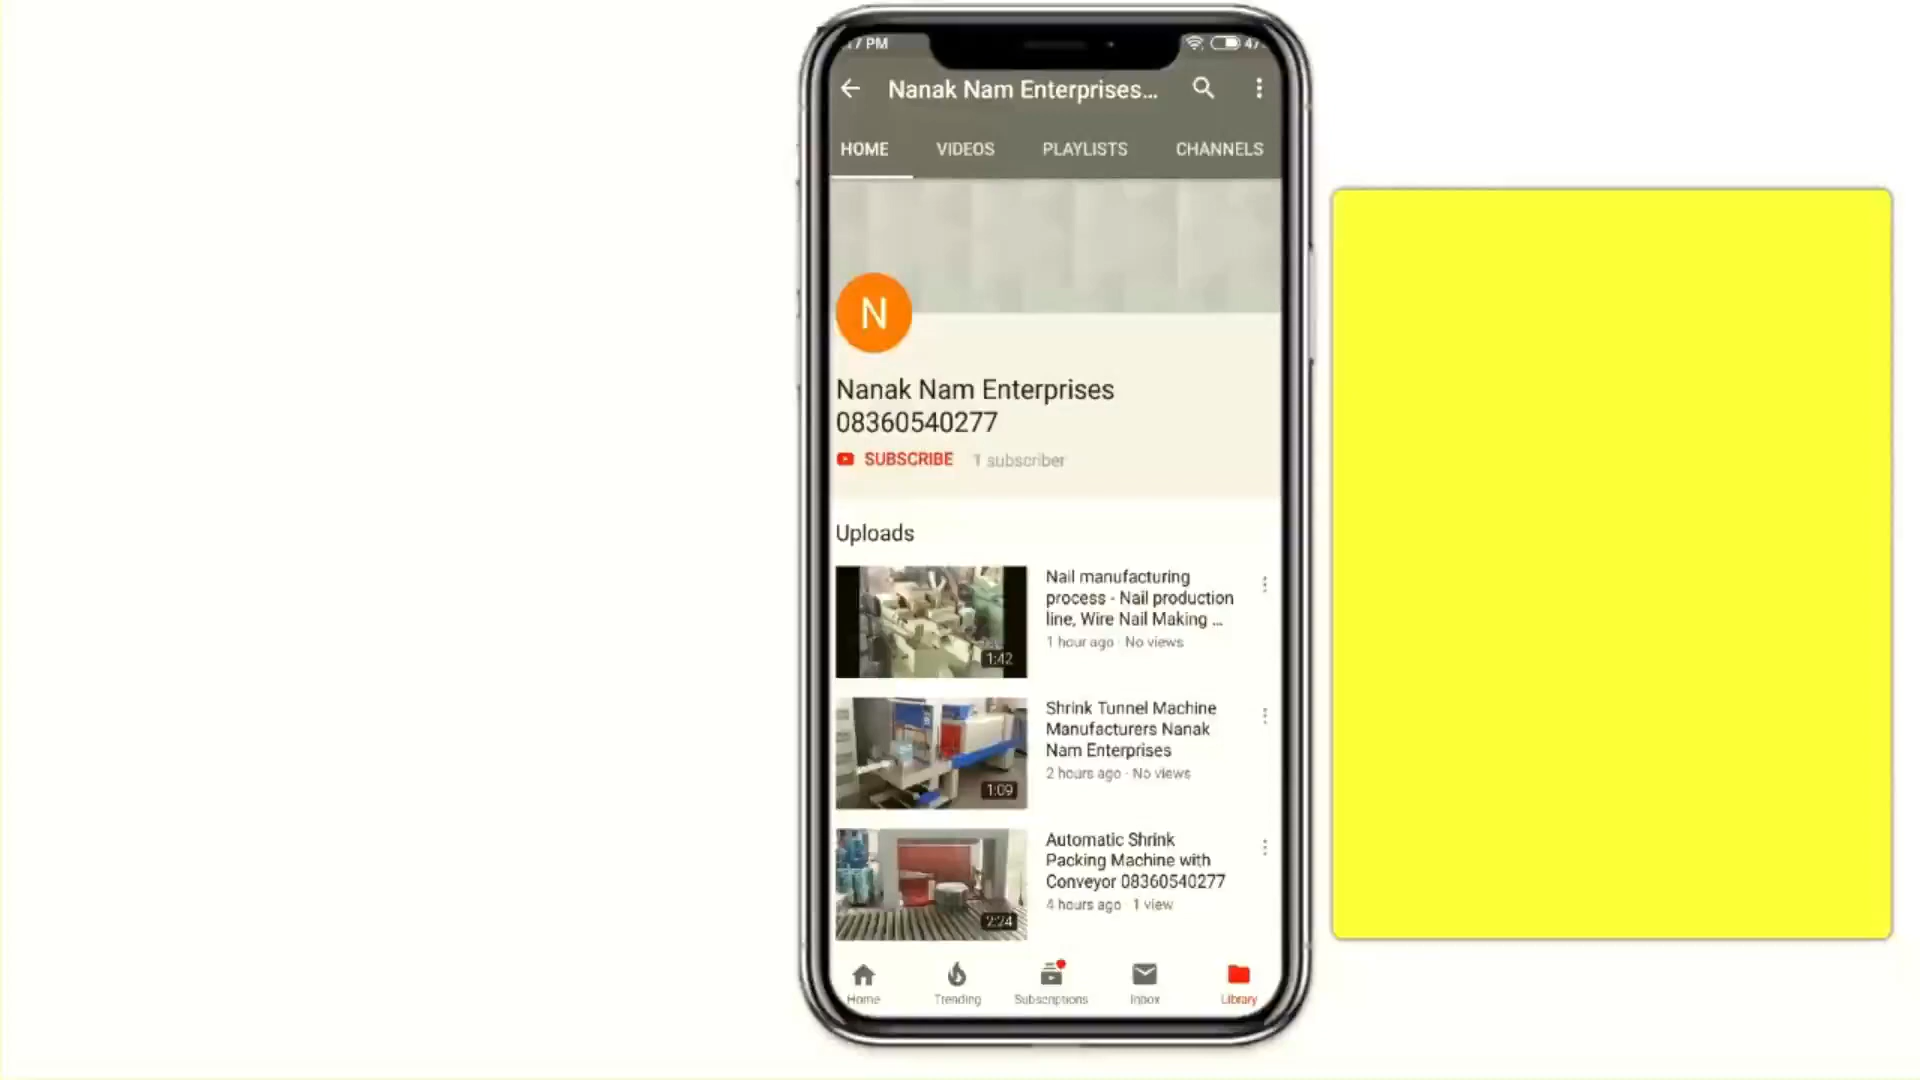 17 PM
47
Nanak Nam Enterprises...
HOME VIDEOS PLAYLISTS CHANNELS
N
Nanak Nam Enterprises
08360540277
SUBSCRIBE 1 subscriber
Uploads
Nail manufacturing
process - Nail production
line, Wire Nail Making ...
1 hour ago · No views
1:42
Shrink Tunnel Machine
Manufacturers Nanak
Nam Enterprises
2 hours ago · No views
1:09
Automatic Shrink
Packing Machine with
Conveyor 08360540277
4 hours ago · 1 view
2:24
Home Trending Subscriptions Inbox Library